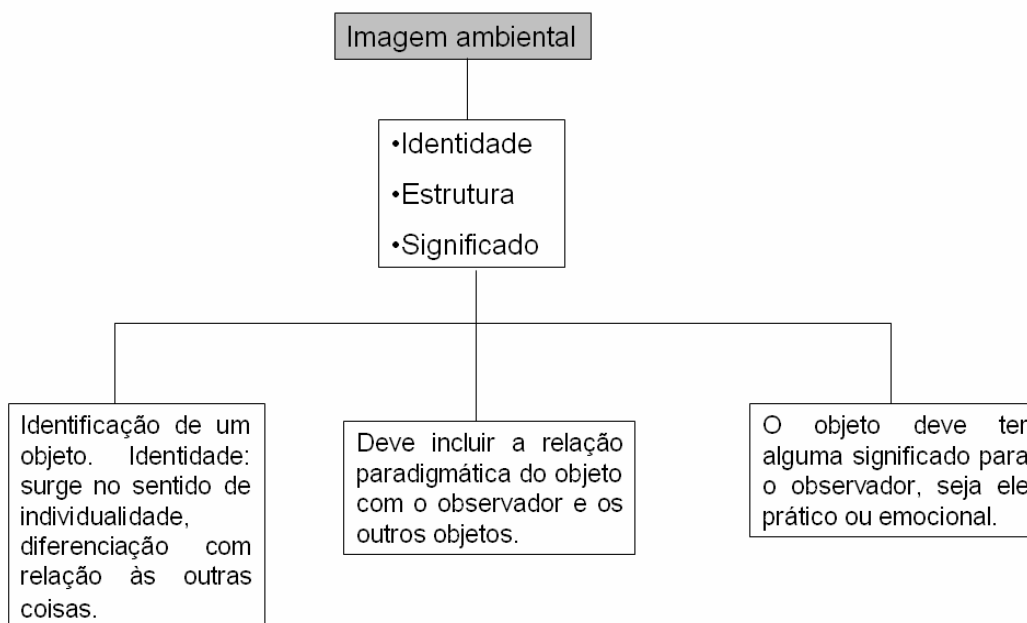 Imagem ambiental
•Identidade
•Estrutura
•Significado
Identificação de um
objeto. Identidade:
surge no sentido de
individualidade,
diferenciação com
relação às outras
coisas.
Deve incluir a relação
paradigmática do objeto
com o observador e os
outros objetos.
O objeto deve ter
alguma significado para
o observador, seja ele
prático ou emocional.